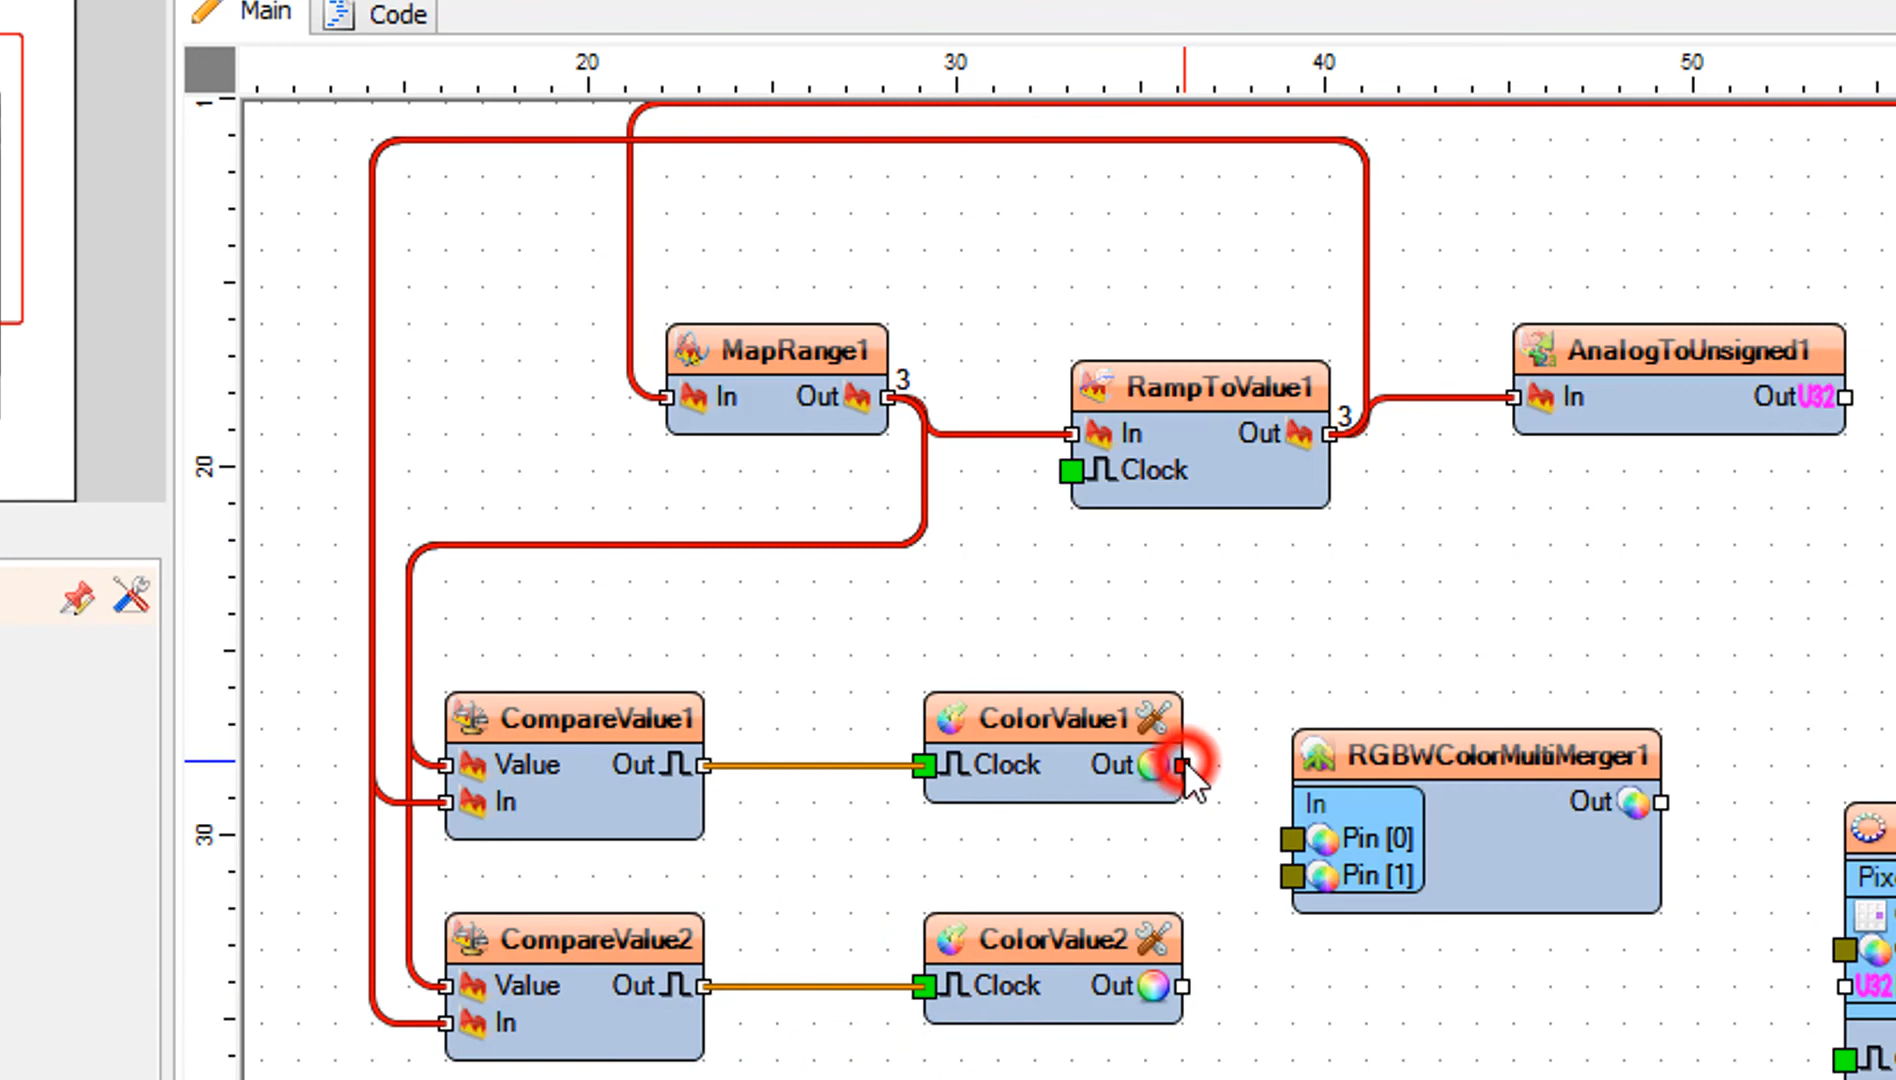 Main Code
20 30 40 50
1
MapRange1
In Out
3
RampToValue1
In Out
3
Clock
AnalogToUnsigned1
In Out U32
20
CompareValue1
Value Out
In
ColorValue1
Clock Out
RGBWColorMultiMerger1
In
Out
Pin [0]
Pin [1]
30
CompareValue2
Value Out
In
ColorValue2
Clock Out
U32